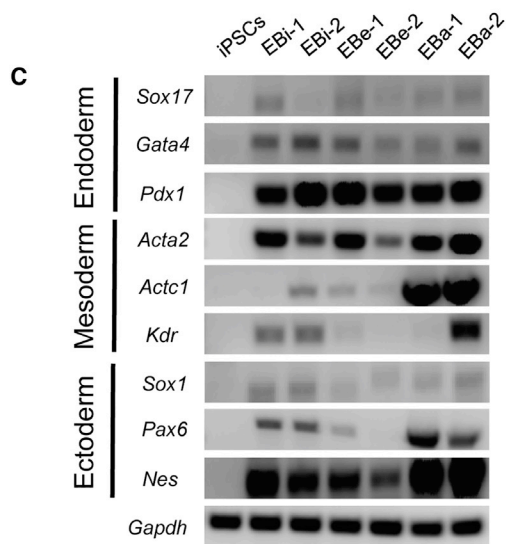 C
iPSCs EBi-1 EBi-2 EBe-1 EBe-2 EBa-1 EBa-2
Endoderm
Sox17
Gata4
Pdx1
Mesoderm
Acta2
Actc1
Kdr
Ectoderm
Sox1
Pax6
Nes
Gapdh